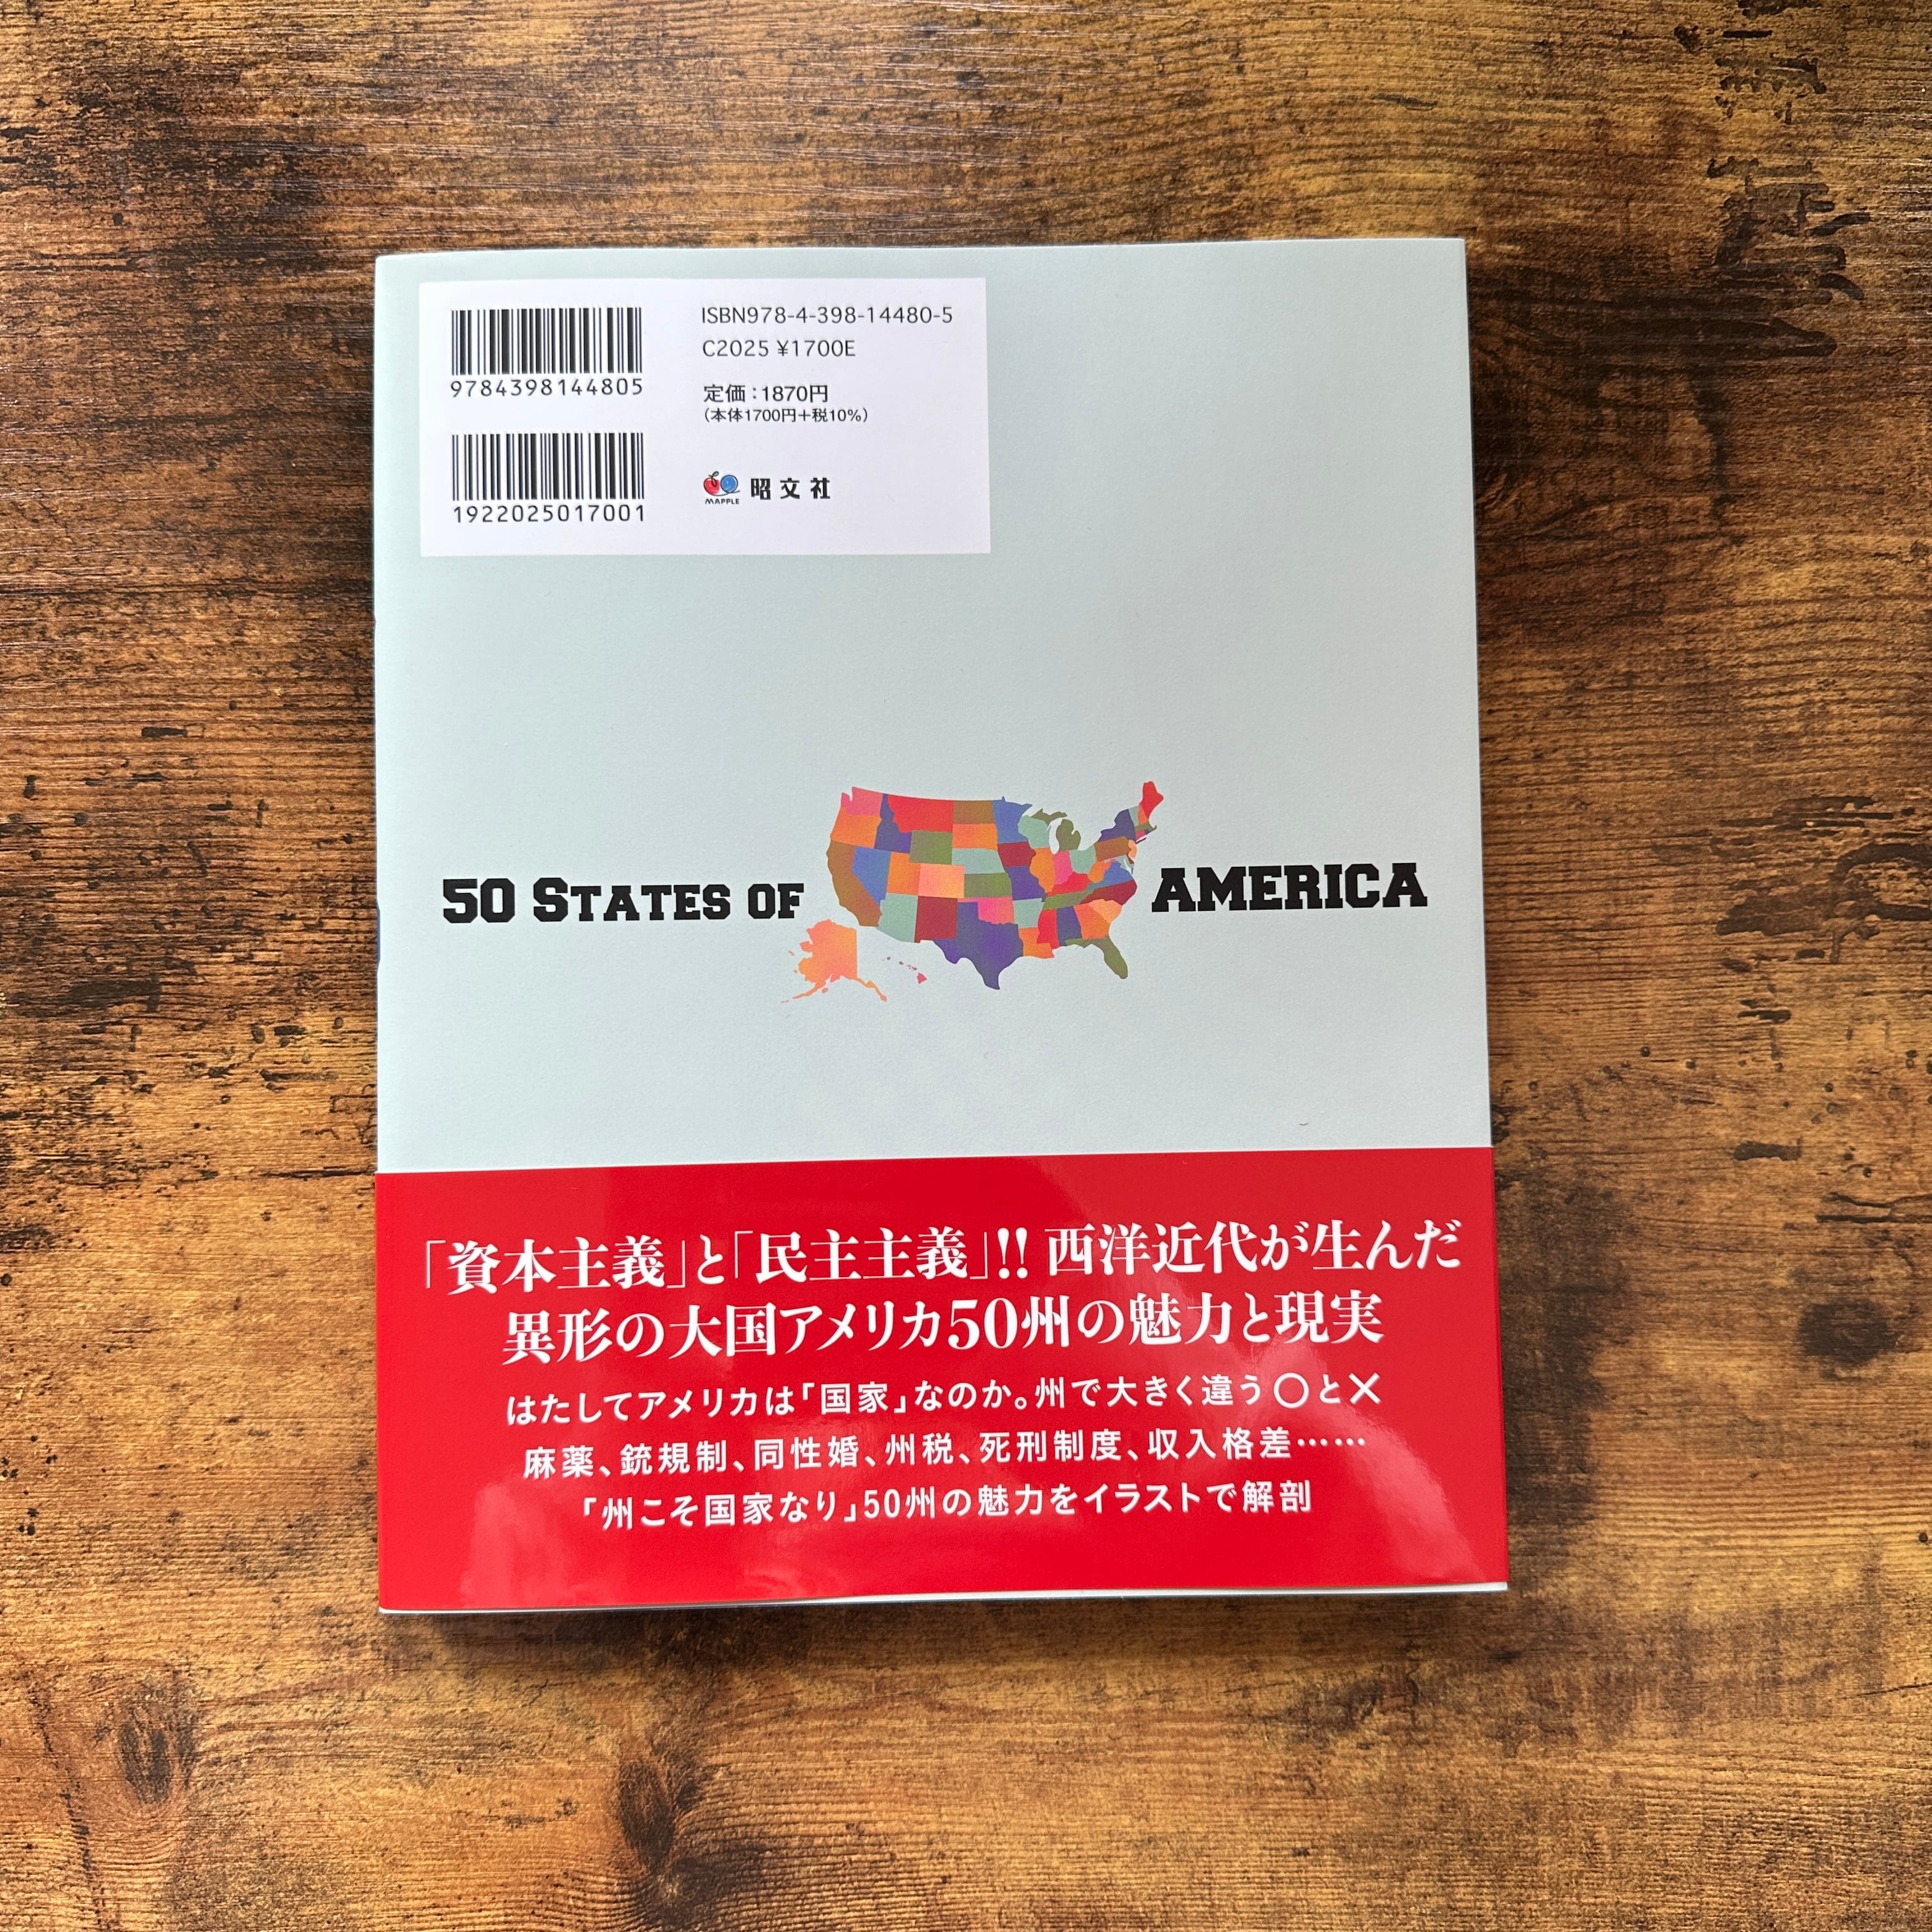 9784398144805
1922025017001
ISBN978-4-398-14480-5
C2025 ¥1700E
定価：1870円
（本体1700円＋税10%）
MAPPLE 昭文社
50 STATES OF AMERICA
「資本主義」と「民主主義」!! 西洋近代が生んだ
異形の大国アメリカ50州の魅力と現実
はたしてアメリカは「国家」なのか。州で大きく違う○と×
麻薬、銃規制、同性婚、州税、死刑制度、収入格差……
「州こそ国家なり」50州の魅力をイラストで解剖